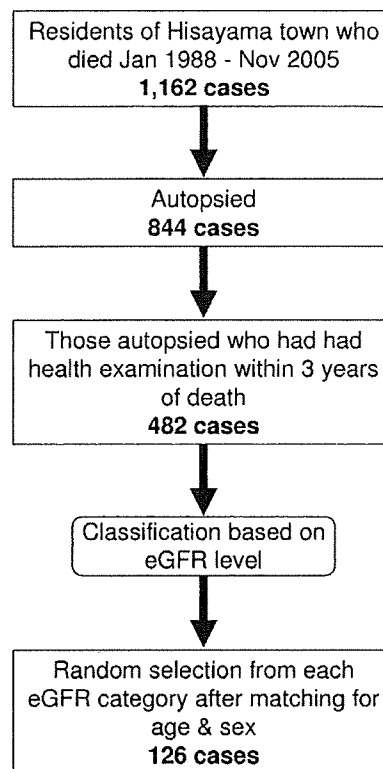 Residents of Hisayama town who
died Jan 1988 - Nov 2005
1,162 cases
Autopsied
844 cases
Those autopsied who had had
health examination within 3 years
of death
482 cases
Classification based on
eGFR level
Random selection from each
eGFR category after matching for
age & sex
126 cases